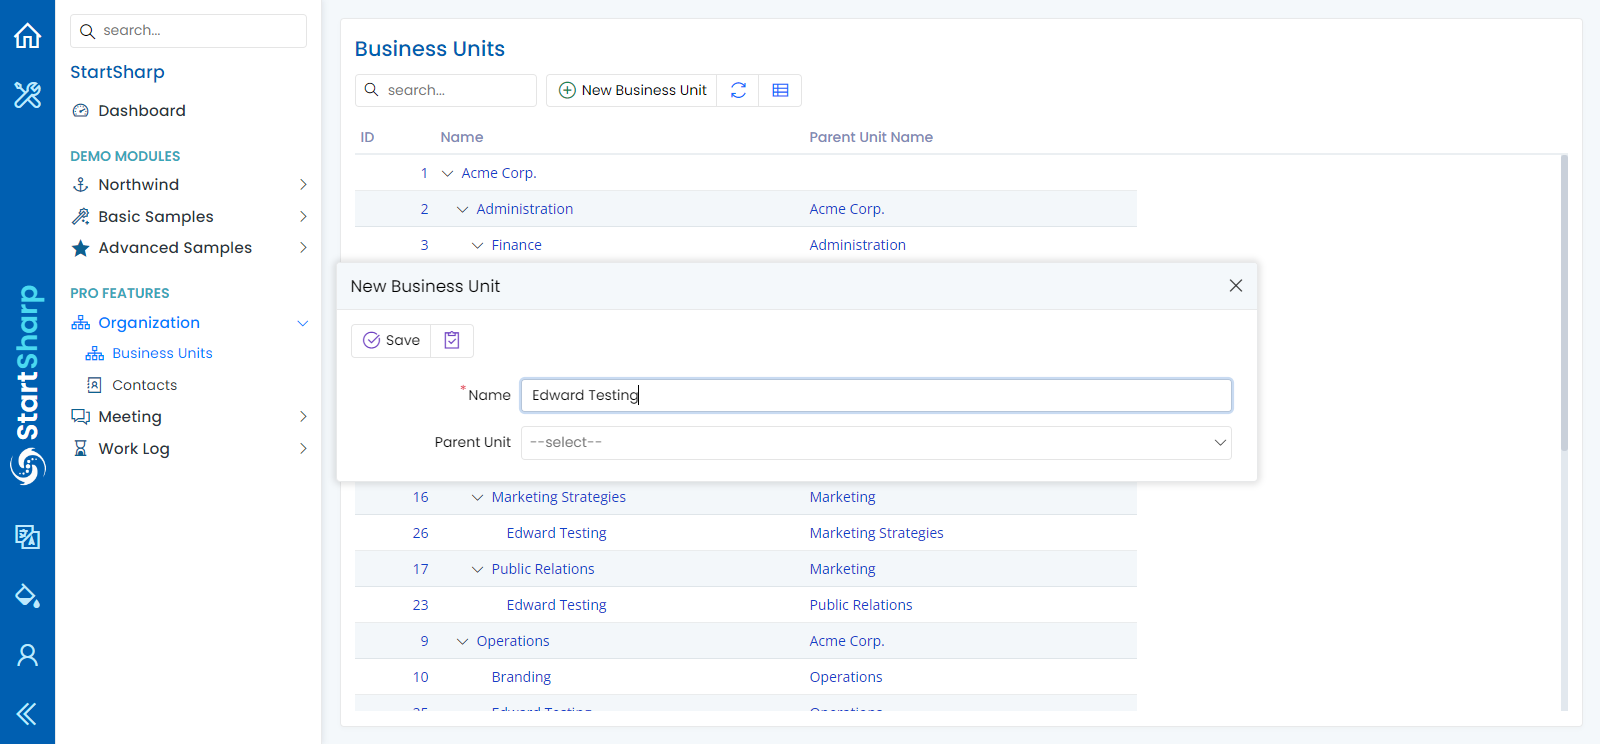 search...
StartSharp
Dashboard
DEMO MODULES
Northwind
Basic Samples
Advanced Samples
PRO FEATURES
Organization
Business Units
Contacts
Meeting
Work Log
StartSharp
Business Units
search...
New Business Unit
ID Name Parent Unit Name
1 Acme Corp.
2 Administration Acme Corp.
3 Finance Administration
New Business Unit
Save
*Name Edward Testing
Parent Unit --select--
16 Marketing Strategies Marketing
26 Edward Testing Marketing Strategies
17 Public Relations Marketing
23 Edward Testing Public Relations
9 Operations Acme Corp.
10 Branding Operations
25 Edward Testing Operations